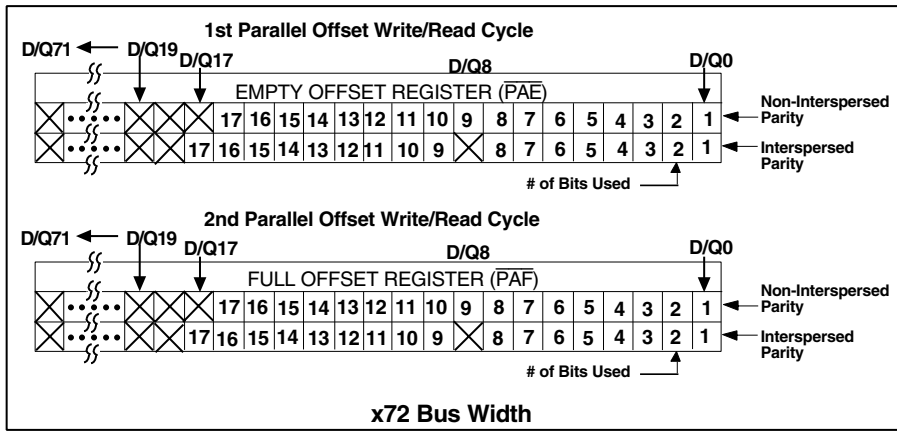 1st Parallel Offset Write/Read Cycle
D/Q71 D/Q19
D/Q17 D/Q8 D/Q0
EMPTY OFFSET REGISTER (PAE)
17 16 15 14 13 12 11 10 9 8 7 6 5 4 3 2 1 Non-Interspersed Parity
17 16 15 14 13 12 11 10 9 8 7 6 5 4 3 2 1 Interspersed Parity
# of Bits Used
2nd Parallel Offset Write/Read Cycle
D/Q71 D/Q19
D/Q17 D/Q8 D/Q0
FULL OFFSET REGISTER (PAF)
17 16 15 14 13 12 11 10 9 8 7 6 5 4 3 2 1 Non-Interspersed Parity
17 16 15 14 13 12 11 10 9 8 7 6 5 4 3 2 1 Interspersed Parity
# of Bits Used
x72 Bus Width